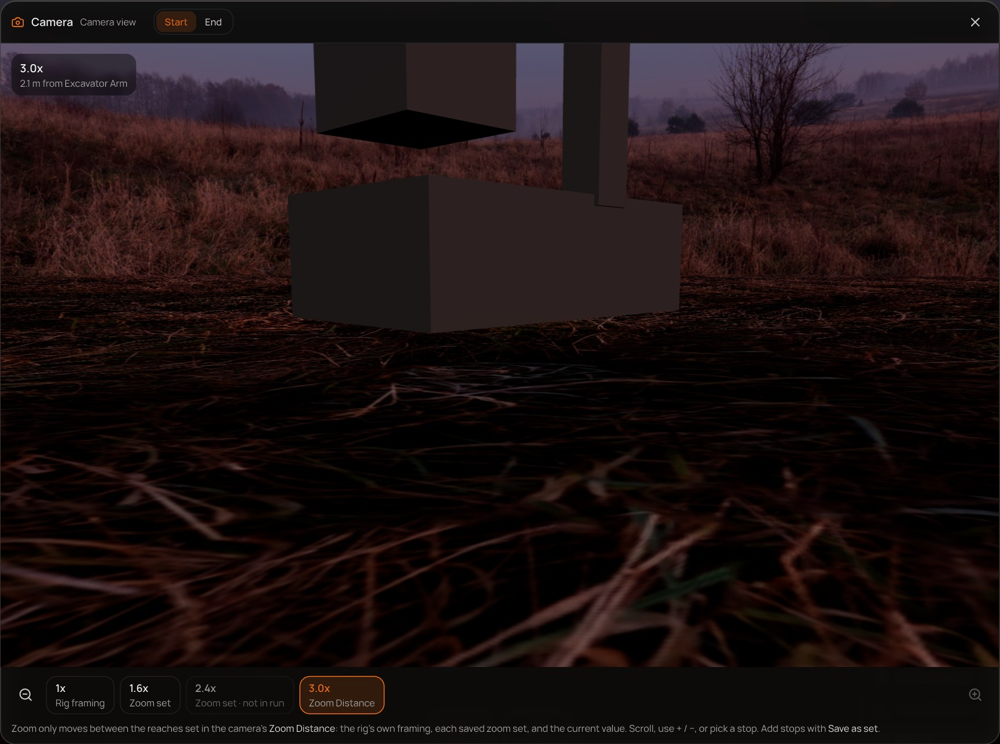 Camera Camera view Start End
3.0x
2.1 m from Excavator Arm
1x
Rig framing
1.6x
Zoom set
2.4x
Zoom set · not in run
3.0x
Zoom Distance
Zoom only moves between the reaches set in the camera's Zoom Distance: the rig's own framing, each saved zoom set, and the current value. Scroll, use + / −, or pick a stop. Add stops with Save as set.